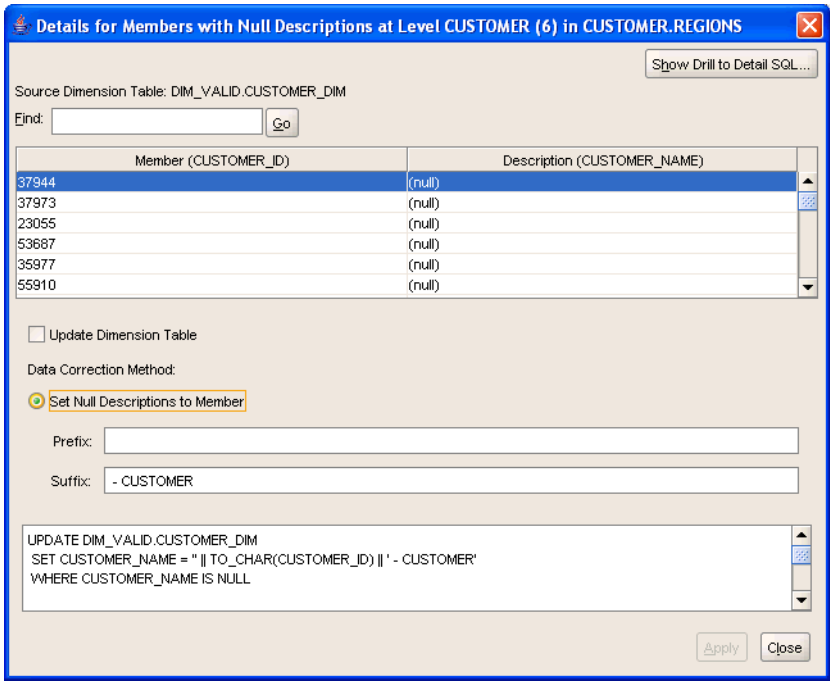 Details for Members with Null Descriptions at Level CUSTOMER (6) in CUSTOMER.REGIONS
Show Drill to Detail SQL...
Source Dimension Table: DIM_VALID.CUSTOMER_DIM
Find:
Go
Member (CUSTOMER_ID) Description (CUSTOMER_NAME)
37944 (null)
37973 (null)
23055 (null)
53687 (null)
35977 (null)
55910 (null)
Update Dimension Table
Data Correction Method:
Set Null Descriptions to Member
Prefix:
Suffix: - CUSTOMER
UPDATE DIM_VALID.CUSTOMER_DIM
SET CUSTOMER_NAME = '' || TO_CHAR(CUSTOMER_ID) || ' - CUSTOMER'
WHERE CUSTOMER_NAME IS NULL
Apply Close